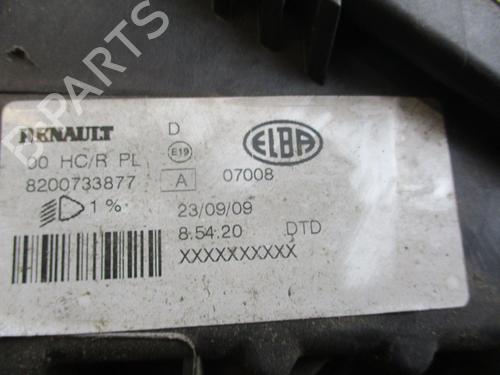 RENAULT D ELBA
00 HC/R PL E19
8200733877 A 07008
1% 23/09/09
8:54:20 DTD
XXXXXXXXXX
B-PARTS